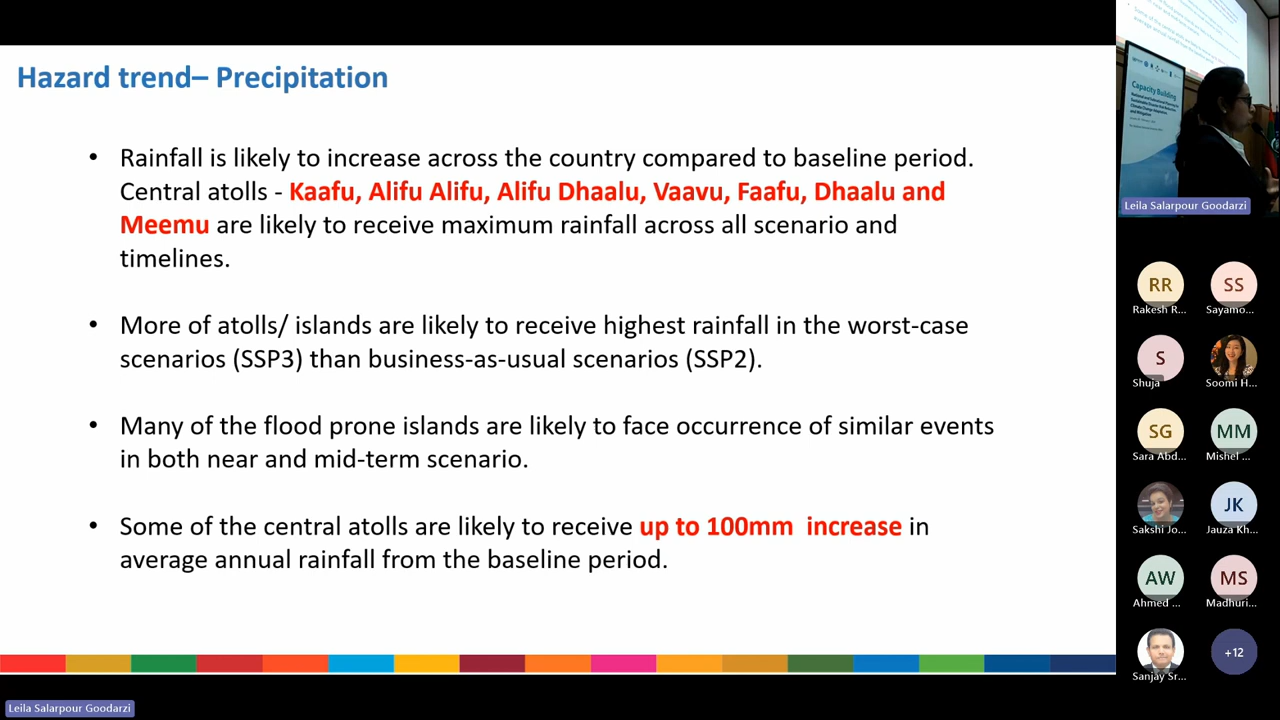 Hazard trend– Precipitation
• Rainfall is likely to increase across the country compared to baseline period.
Central atolls - Kaafu, Alifu Alifu, Alifu Dhaalu, Vaavu, Faafu, Dhaalu and
Meemu are likely to receive maximum rainfall across all scenario and
timelines.
• More of atolls/ islands are likely to receive highest rainfall in the worst-case
scenarios (SSP3) than business-as-usual scenarios (SSP2).
• Many of the flood prone islands are likely to face occurrence of similar events
in both near and mid-term scenario.
• Some of the central atolls are likely to receive up to 100mm increase in
average annual rainfall from the baseline period.
Leila Salarpour Goodarzi
Capacity Building
Leila Salarpour Goodarzi
RR
SS
Rakesh R...
Sayamo...
S
Shuja
Soomi H...
SG
MM
Sara Abd...
Mishel ...
JK
Sakshi Jo...
Jauza Kh...
AW
MS
Ahmed ...
Madhuri...
+12
Sanjay Sr...